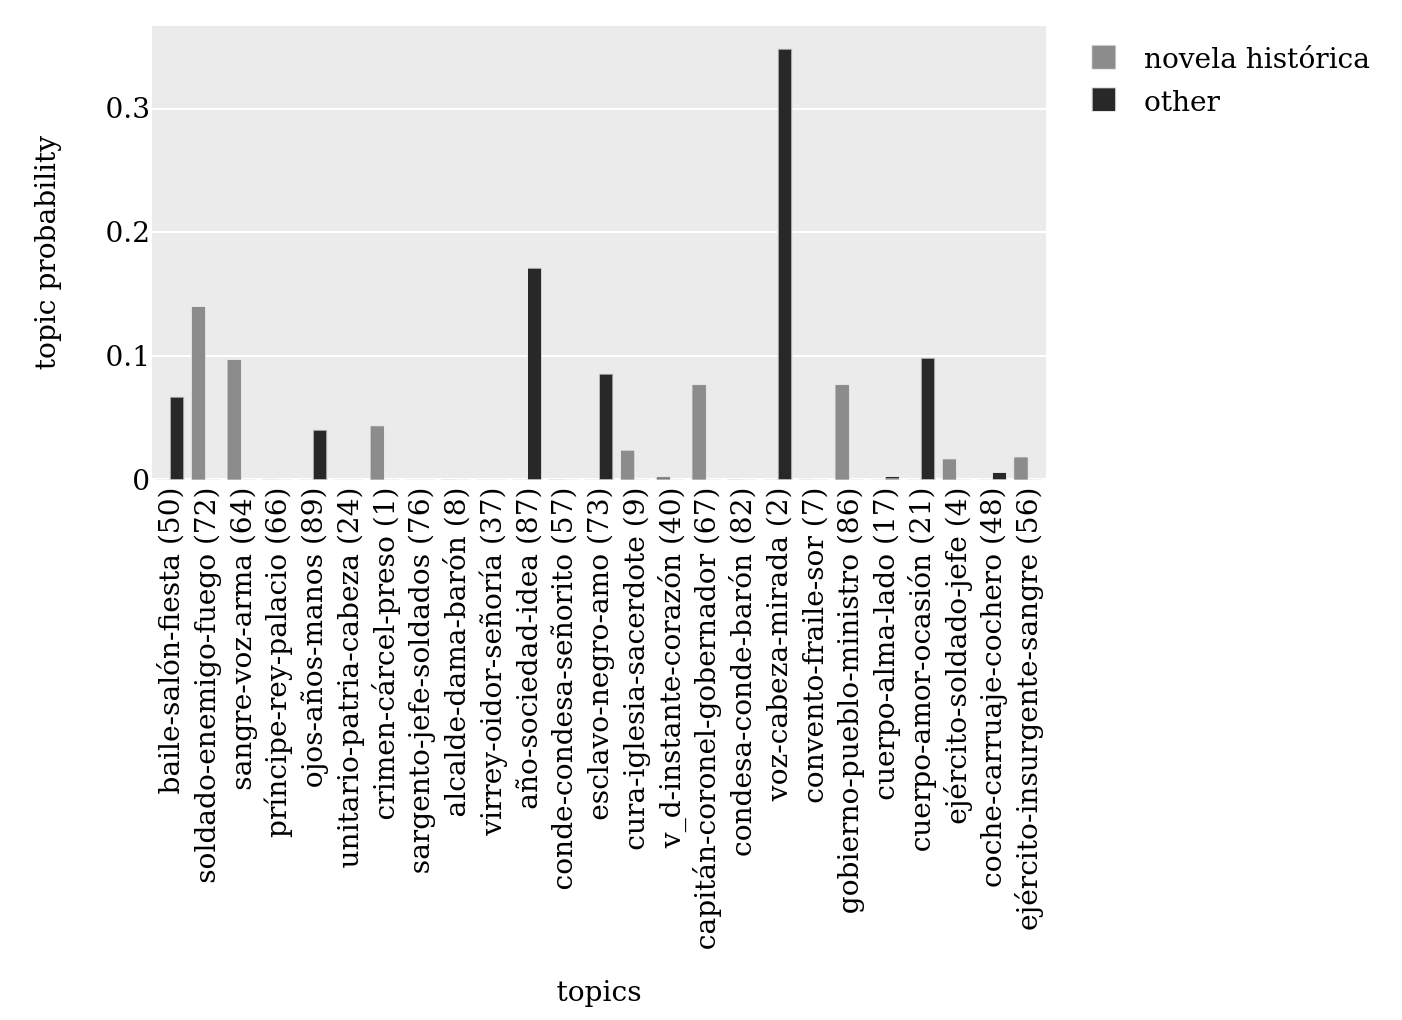 novela histórica
other
topic probability
0.3
0.2
0.1
0
baile-salón-fiesta (50)
soldado-enemigo-fuego (72)
sangre-voz-arma (64)
príncipe-rey-palacio (66)
ojos-años-manos (89)
unitario-patria-cabeza (24)
crimen-cárcel-preso (1)
sargento-jefe-soldados (76)
alcalde-dama-barón (8)
virrey-oidor-señoría (37)
año-sociedad-idea (87)
conde-condesa-señorito (57)
esclavo-negro-amo (73)
cura-iglesia-sacerdote (9)
v_d-instante-corazón (40)
capitán-coronel-gobernador (67)
condesa-conde-barón (82)
voz-cabeza-mirada (2)
convento-fraile-sor (7)
gobierno-pueblo-ministro (86)
cuerpo-alma-lado (17)
cuerpo-amor-ocasión (21)
ejército-soldado-jefe (4)
coche-carruaje-cochero (48)
ejército-insurgente-sangre (56)
topics